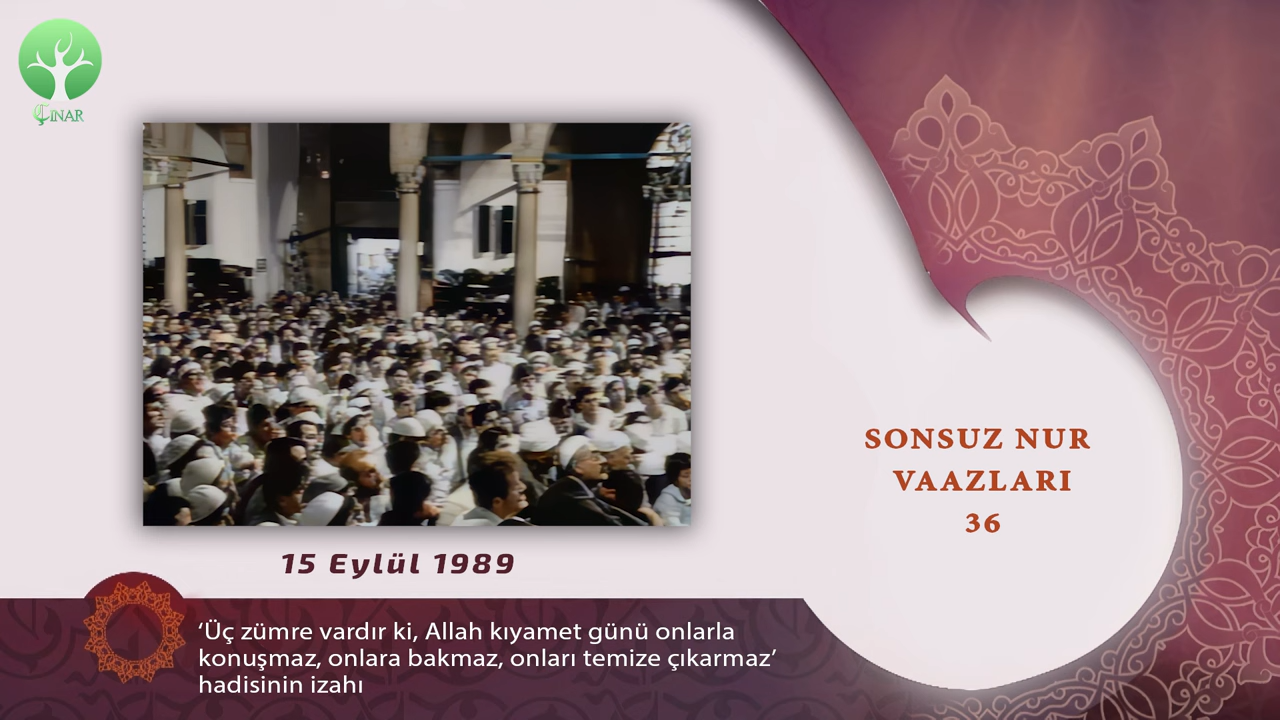 ÇINAR
SONSUZ NUR
VAAZLARI
36
15 Eylül 1989
‘Üç zümre vardır ki, Allah kıyamet günü onlarla
konuşmaz, onlara bakmaz, onları temize çıkarmaz’
hadisinin izahı